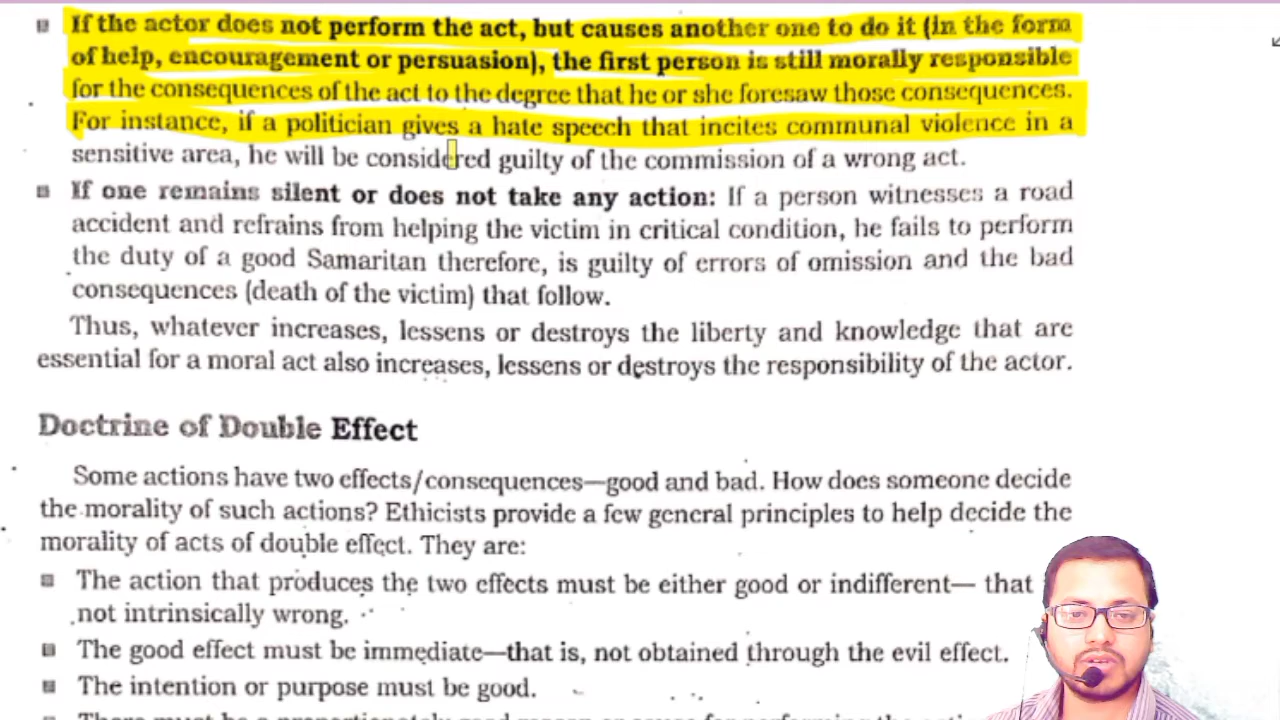 If the actor does not perform the act, but causes another one to do it (in the form
of help, encouragement or persuasion), the first person is still morally responsible
for the consequences of the act to the degree that he or she foresaw those consequences.
For instance, if a politician gives a hate speech that incites communal violence in a
sensitive area, he will be considered guilty of the commission of a wrong act.
If one remains silent or does not take any action: If a person witnesses a road
accident and refrains from helping the victim in critical condition, he fails to perform
the duty of a good Samaritan therefore, is guilty of errors of omission and the bad
consequences (death of the victim) that follow.
Thus, whatever increases, lessens or destroys the liberty and knowledge that are
essential for a moral act also increases, lessens or destroys the responsibility of the actor.
Doctrine of Double Effect
Some actions have two effects/consequences—good and bad. How does someone decide
the morality of such actions? Ethicists provide a few general principles to help decide the
morality of acts of double effect. They are:
The action that produces the two effects must be either good or indifferent— that
not intrinsically wrong.
The good effect must be immediate—that is, not obtained through the evil effect.
The intention or purpose must be good.